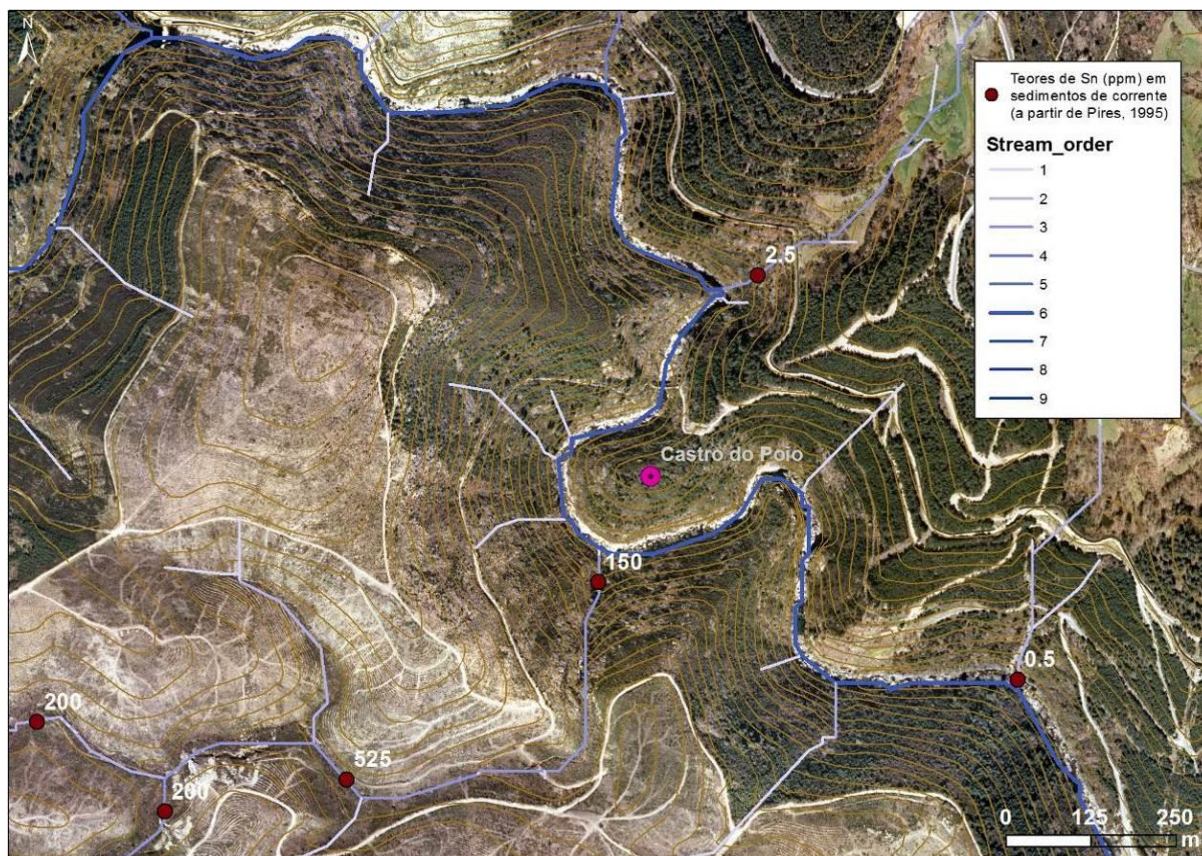 N
Teores de Sn (ppm) em
sedimentos de corrente
(a partir de Pires, 1995)
Stream_order
1
2
3
4
5
6
7
8
9
2.5
Castro do Poio
150
0.5
200
525
200
0 125 250
m